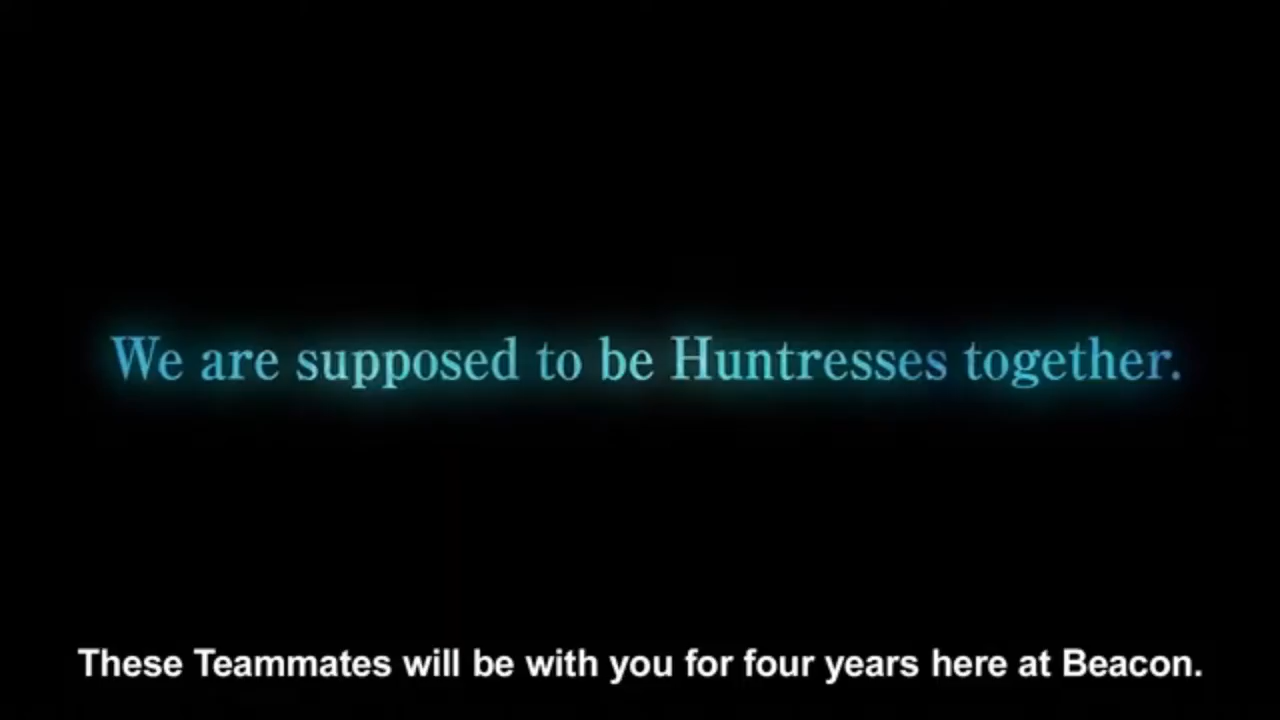 We are supposed to be Huntresses together.
These Teammates will be with you for four years here at Beacon.